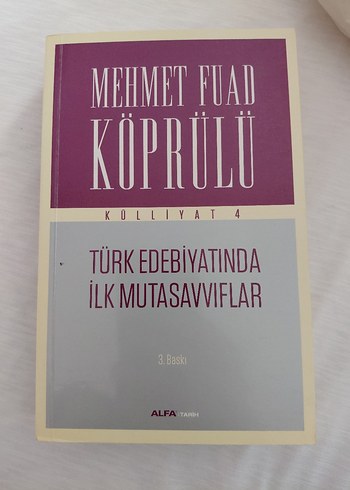 MEHMET FUAD
KÖPRÜLÜ
KÜLLİYAT 4
TÜRK EDEBİYATINDA
İLK MUTASAVVIFLAR
3. Baskı
ALFA | TARİH